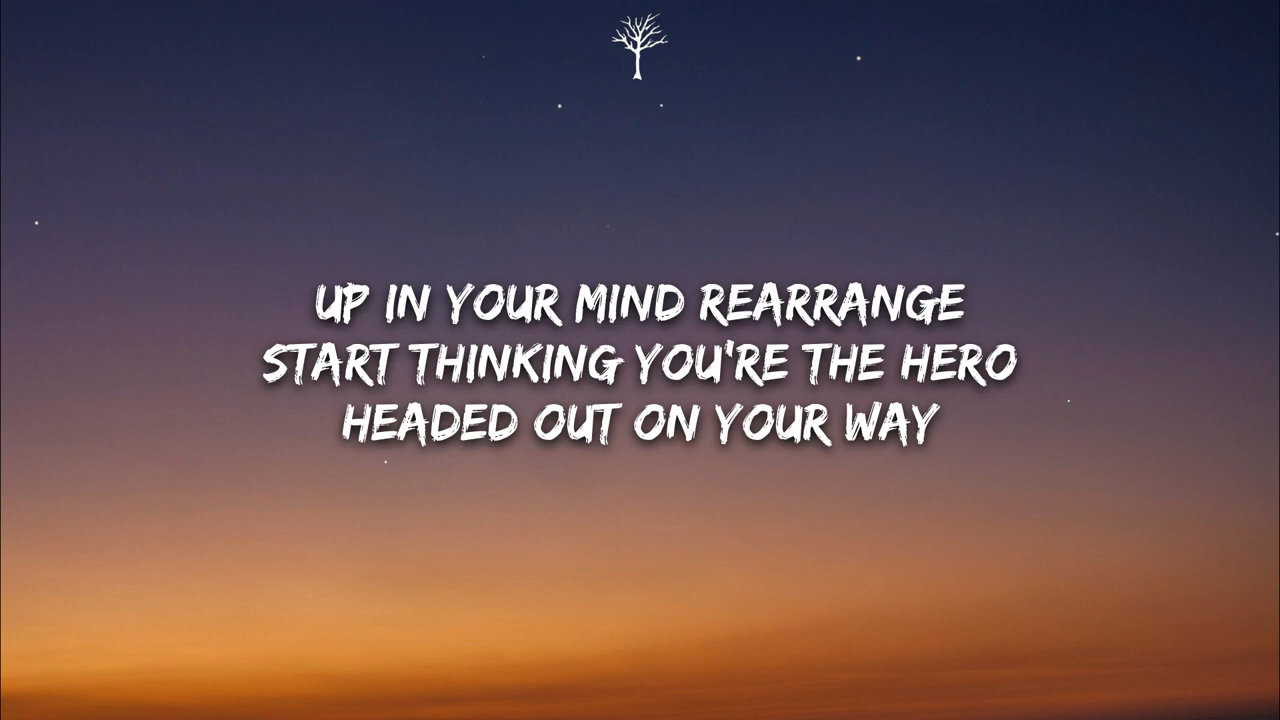 UP IN YOUR MIND REARRANGE
START THINKING YOU'RE THE HERO
HEADED OUT ON YOUR WAY